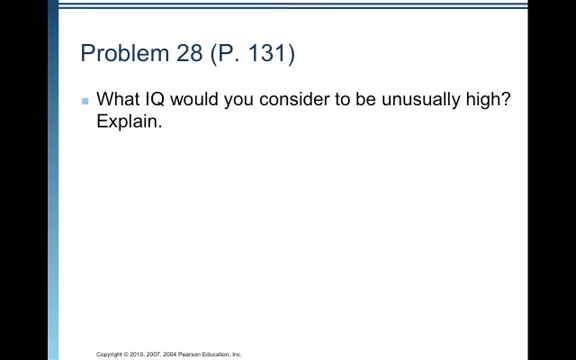 Problem 28 (P. 131)
What IQ would you consider to be unusually high?
Explain.
Copyright © 2010, 2007, 2004 Pearson Education, Inc.